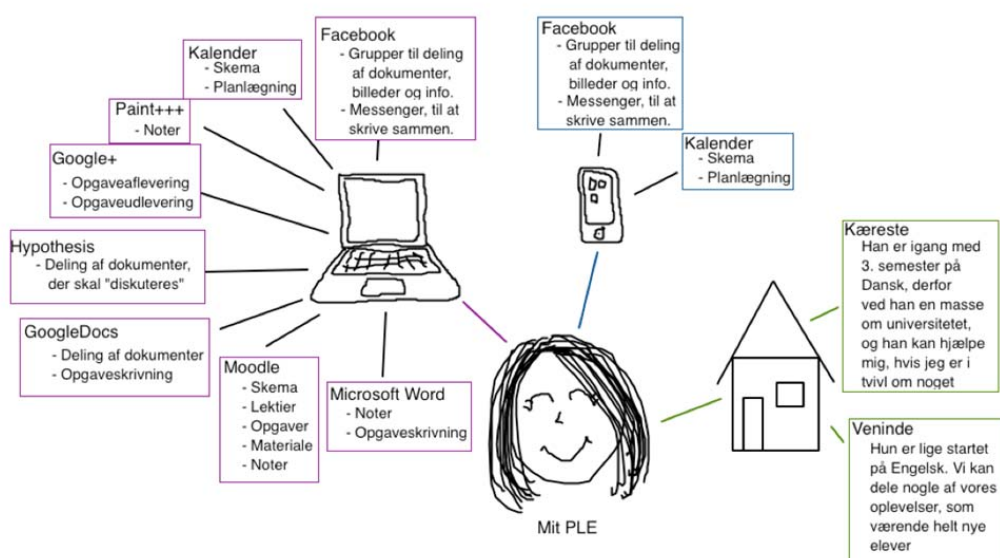 Facebook
- Grupper til deling
af dokumenter,
billeder og info.
- Messenger, til at
skrive sammen.
Kalender
- Skema
- Planlægning
Paint+++
- Noter
Google+
- Opgaveaflevering
- Opgaveudlevering
Hypothesis
- Deling af dokumenter,
der skal "diskuteres"
GoogleDocs
- Deling af dokumenter
- Opgaveskrivning
Moodle
- Skema
- Lektier
- Opgaver
- Materiale
- Noter
Microsoft Word
- Noter
- Opgaveskrivning
Facebook
- Grupper til deling
af dokumenter,
billeder og info.
- Messenger, til at
skrive sammen.
Kalender
- Skema
- Planlægning
Kæreste
Han er igang med
3. semester på
Dansk, derfor
ved han en masse
om universitetet,
og han kan hjælpe
mig, hvis jeg er i
tvivl om noget
Veninde
Hun er lige startet
på Engelsk. Vi kan
dele nogle af vores
oplevelser, som
værende helt nye
elever
Mit PLE